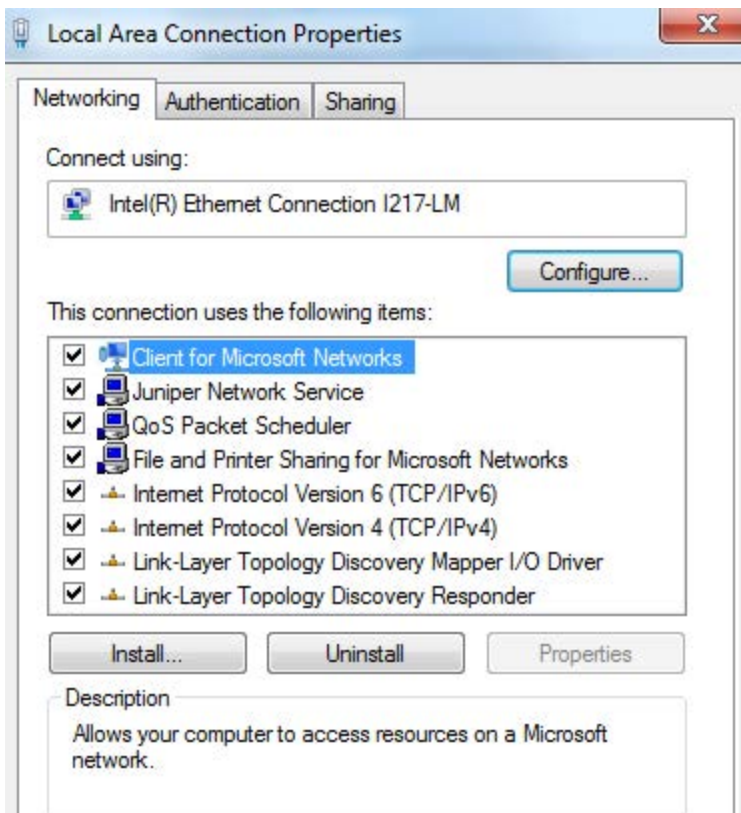 Local Area Connection Properties
Networking Authentication Sharing
Connect using:
Intel(R) Ethernet Connection I217-LM
Configure...
This connection uses the following items:
Client for Microsoft Networks
Juniper Network Service
QoS Packet Scheduler
File and Printer Sharing for Microsoft Networks
Internet Protocol Version 6 (TCP/IPv6)
Internet Protocol Version 4 (TCP/IPv4)
Link-Layer Topology Discovery Mapper I/O Driver
Link-Layer Topology Discovery Responder
Install... Uninstall Properties
Description
Allows your computer to access resources on a Microsoft
network.